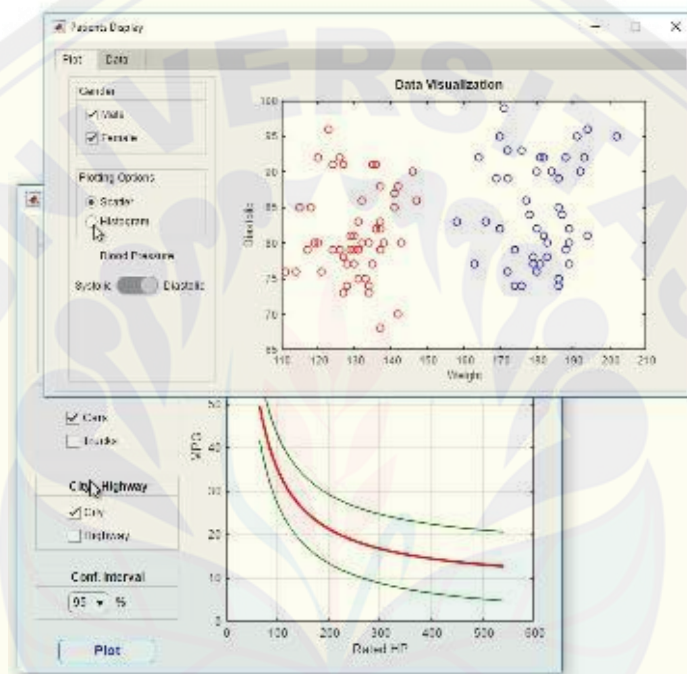 Patients Display
Plot Data
Gender
Male
Female
Plotting Options
Scatter
Histogram
Blood Pressure
Systolic Diastolic
Data Visualization
100
95
90
85
80
75
70
65
Diastolic
110 120 130 140 150 160 170 180 190 200 210
Weight
Cars
Trucks
City/Highway
City
Highway
Conf. Interval
95 %
Plot
MPG
50
40
30
20
10
0
0 100 200 300 400 500 600
Rated HP
UNIVERSITAS